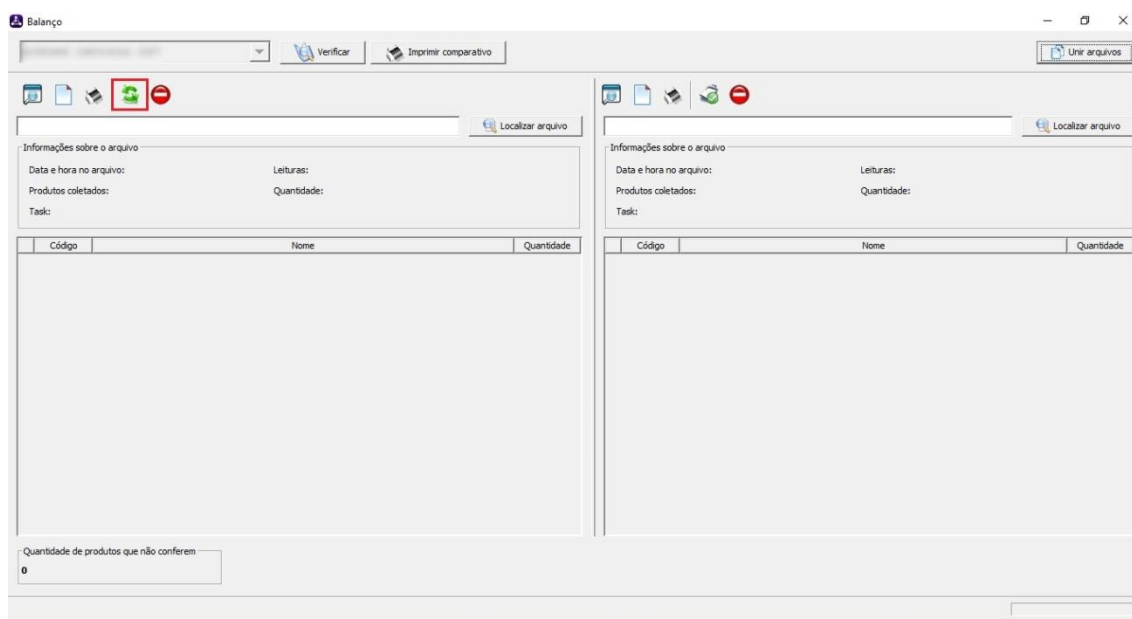 Balanço
Verificar
Imprimir comparativo
Unir arquivos
Localizar arquivo
Informações sobre o arquivo
Data e hora no arquivo:
Leituras:
Produtos coletados:
Quantidade:
Task:
Código
Nome
Quantidade
Localizar arquivo
Informações sobre o arquivo
Data e hora no arquivo:
Leituras:
Produtos coletados:
Quantidade:
Task:
Código
Nome
Quantidade
Quantidade de produtos que não conferem
0